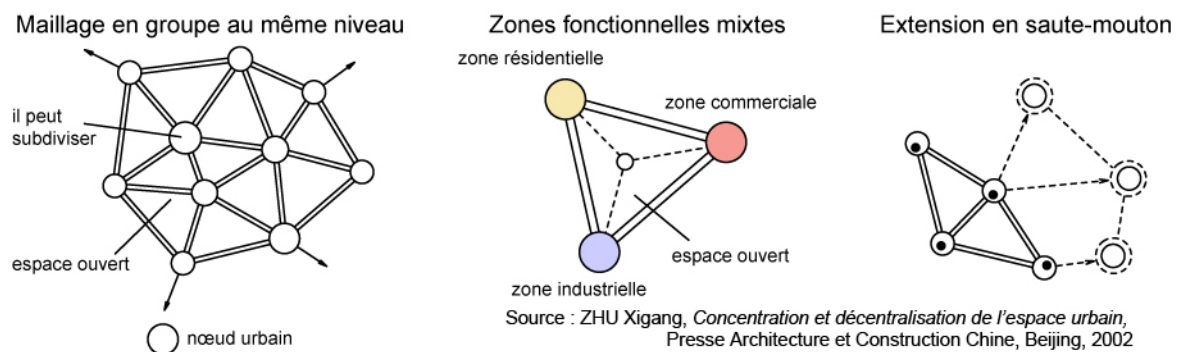 Maillage en groupe au même niveau
il peut
subdiviser
espace ouvert
nœud urbain
Zones fonctionnelles mixtes
zone résidentielle
zone commerciale
espace ouvert
zone industrielle
Extension en saute-mouton
Source : ZHU Xigang, Concentration et décentralisation de l'espace urbain,
Presse Architecture et Construction Chine, Beijing, 2002